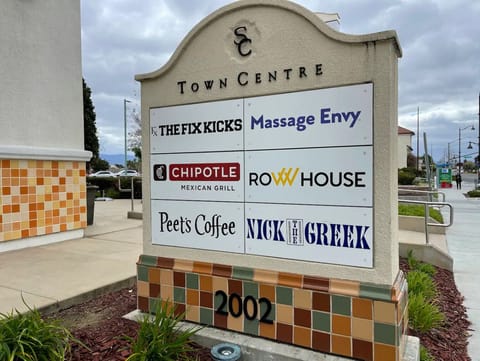 SC
TOWN CENTRE
THE FIX KICKS
Massage Envy
CHIPOTLE
MEXICAN GRILL
ROW HOUSE
Peet's Coffee
NICK THE GREEK
2002